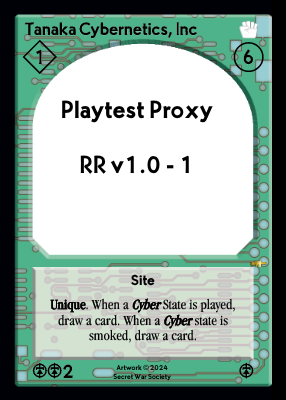 Tanaka Cybernetics, Inc
1
6
Playtest Proxy
RR v1.0 - 1
Site
Unique. When a Cyber State is played,
draw a card. When a Cyber state is
smoked, draw a card.
2
Artwork © 2024
Secret War Society